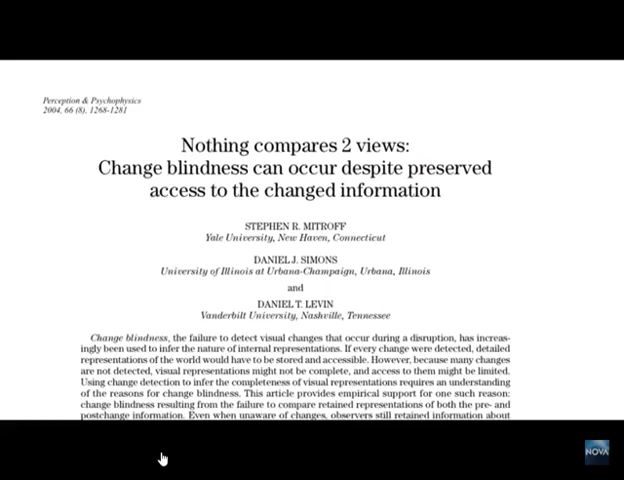 Perception & Psychophysics
2004, 66 (8), 1268-1281
Nothing compares 2 views:
Change blindness can occur despite preserved
access to the changed information
STEPHEN R. MITROFF
Yale University, New Haven, Connecticut
DANIEL J. SIMONS
University of Illinois at Urbana-Champaign, Urbana, Illinois
and
DANIEL T. LEVIN
Vanderbilt University, Nashville, Tennessee
Change blindness, the failure to detect visual changes that occur during a disruption, has increas-
ingly been used to infer the nature of internal representations. If every change were detected, detailed
representations of the world would have to be stored and accessible. However, because many changes
are not detected, visual representations might not be complete, and access to them might be limited.
Using change detection to infer the completeness of visual representations requires an understanding
of the reasons for change blindness. This article provides empirical support for one such reason:
change blindness resulting from the failure to compare retained representations of both the pre- and
postchange information. Even when unaware of changes, observers still retained information about
NOVA